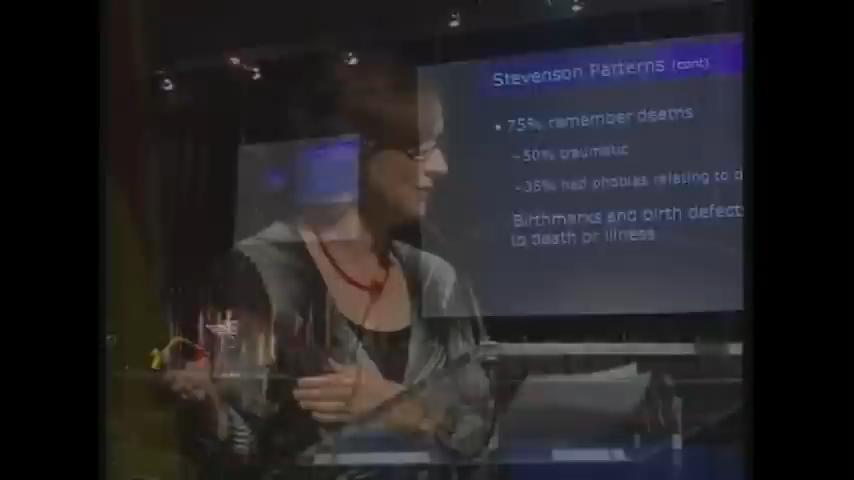 Stevenson Patterns (cont)
• 75% remember deaths
-50% traumatic
-35% had phobias relating to d
Birthmarks and birth defects
to death or illness